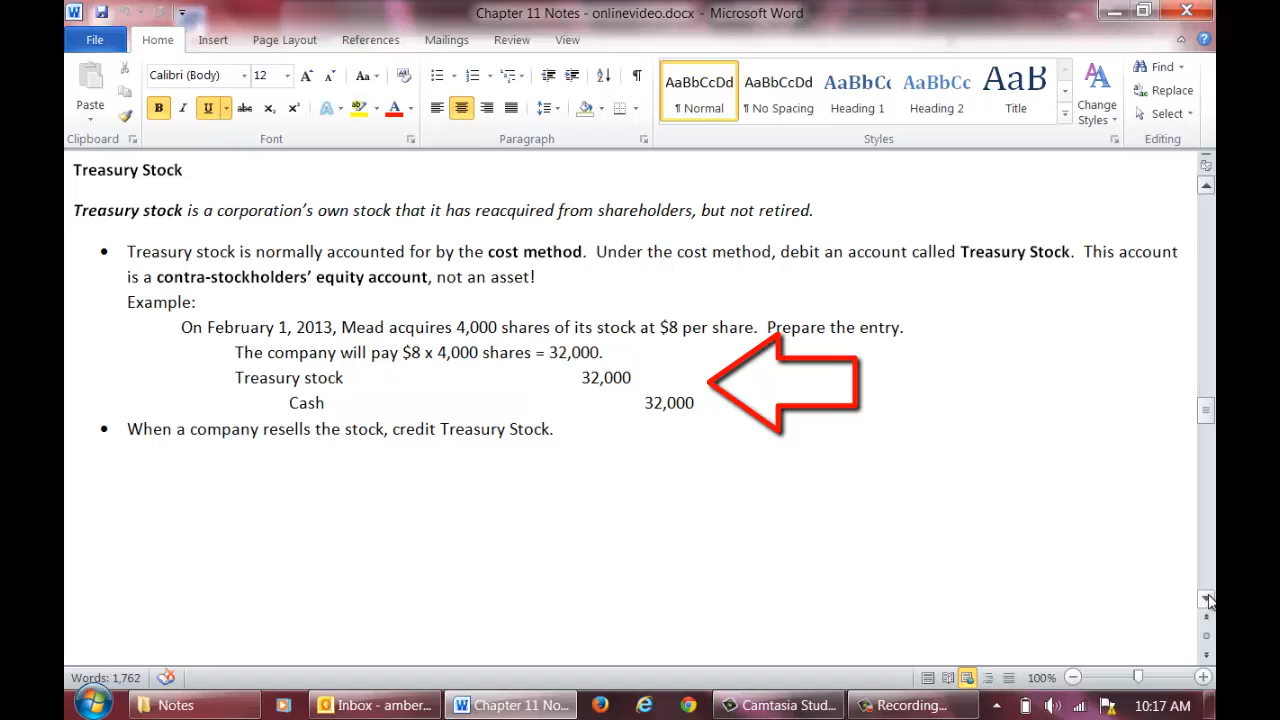 Chapter 11 Notes - onlinevideo.docx - Microsoft Word
File Home Insert Page Layout References Mailings Review View
Calibri (Body) 12
Paste
Clipboard Font Paragraph Styles Editing
AaBbCcDd AaBbCcDd AaBbCc AaBbCc AaB
¶ Normal ¶ No Spacing Heading 1 Heading 2 Title
Change Styles
Find
Replace
Select
Treasury Stock
Treasury stock is a corporation's own stock that it has reacquired from shareholders, but not retired.
• Treasury stock is normally accounted for by the cost method. Under the cost method, debit an account called Treasury Stock. This account
is a contra-stockholders' equity account, not an asset!
Example:
On February 1, 2013, Mead acquires 4,000 shares of its stock at $8 per share. Prepare the entry.
The company will pay $8 x 4,000 shares = 32,000.
Treasury stock 32,000
Cash 32,000
• When a company resells the stock, credit Treasury Stock.
Words: 1,762 100%
Notes Inbox - amber... Chapter 11 No... Camtasia Stud... Recording... 10:17 AM